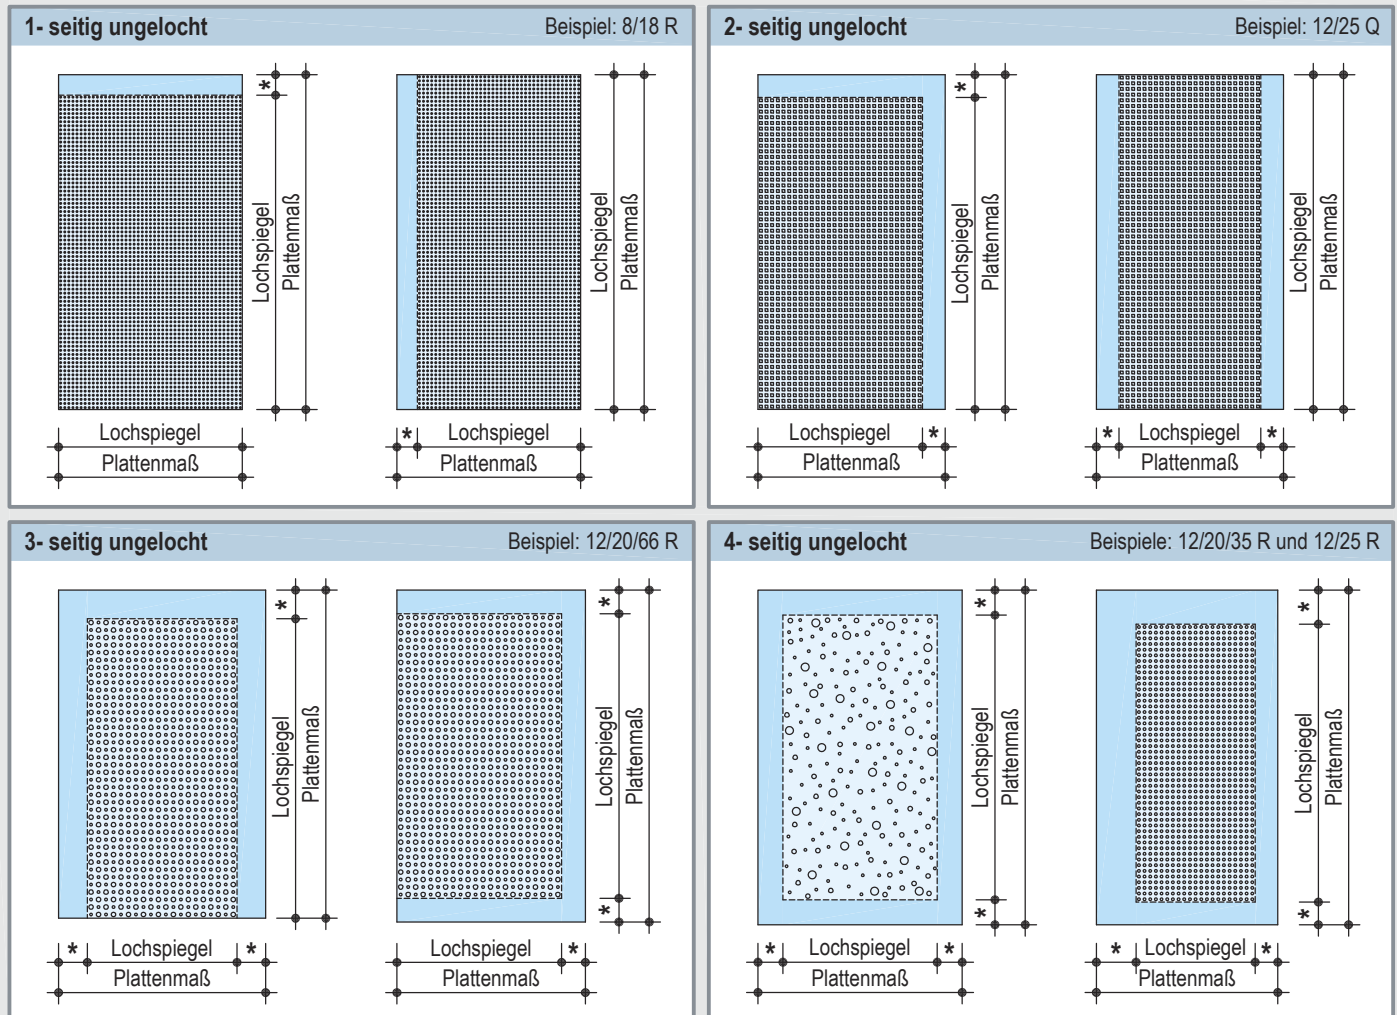 1- seitig ungelocht
Beispiel: 8/18 R
*
Lochspiegel
Plattenmaß
Lochspiegel
Plattenmaß
Lochspiegel
Plattenmaß
* Lochspiegel
Plattenmaß
2- seitig ungelocht
Beispiel: 12/25 Q
*
Lochspiegel
Plattenmaß
Lochspiegel
Plattenmaß
Lochspiegel *
Plattenmaß
* Lochspiegel *
Plattenmaß
3- seitig ungelocht
Beispiel: 12/20/66 R
*
Lochspiegel
Plattenmaß
*
Lochspiegel
Plattenmaß
*
* Lochspiegel *
Plattenmaß
Lochspiegel *
Plattenmaß
4- seitig ungelocht
Beispiele: 12/20/35 R und 12/25 R
*
Lochspiegel
Plattenmaß
*
*
Lochspiegel
Plattenmaß
*
* Lochspiegel *
Plattenmaß
* Lochspiegel *
Plattenmaß